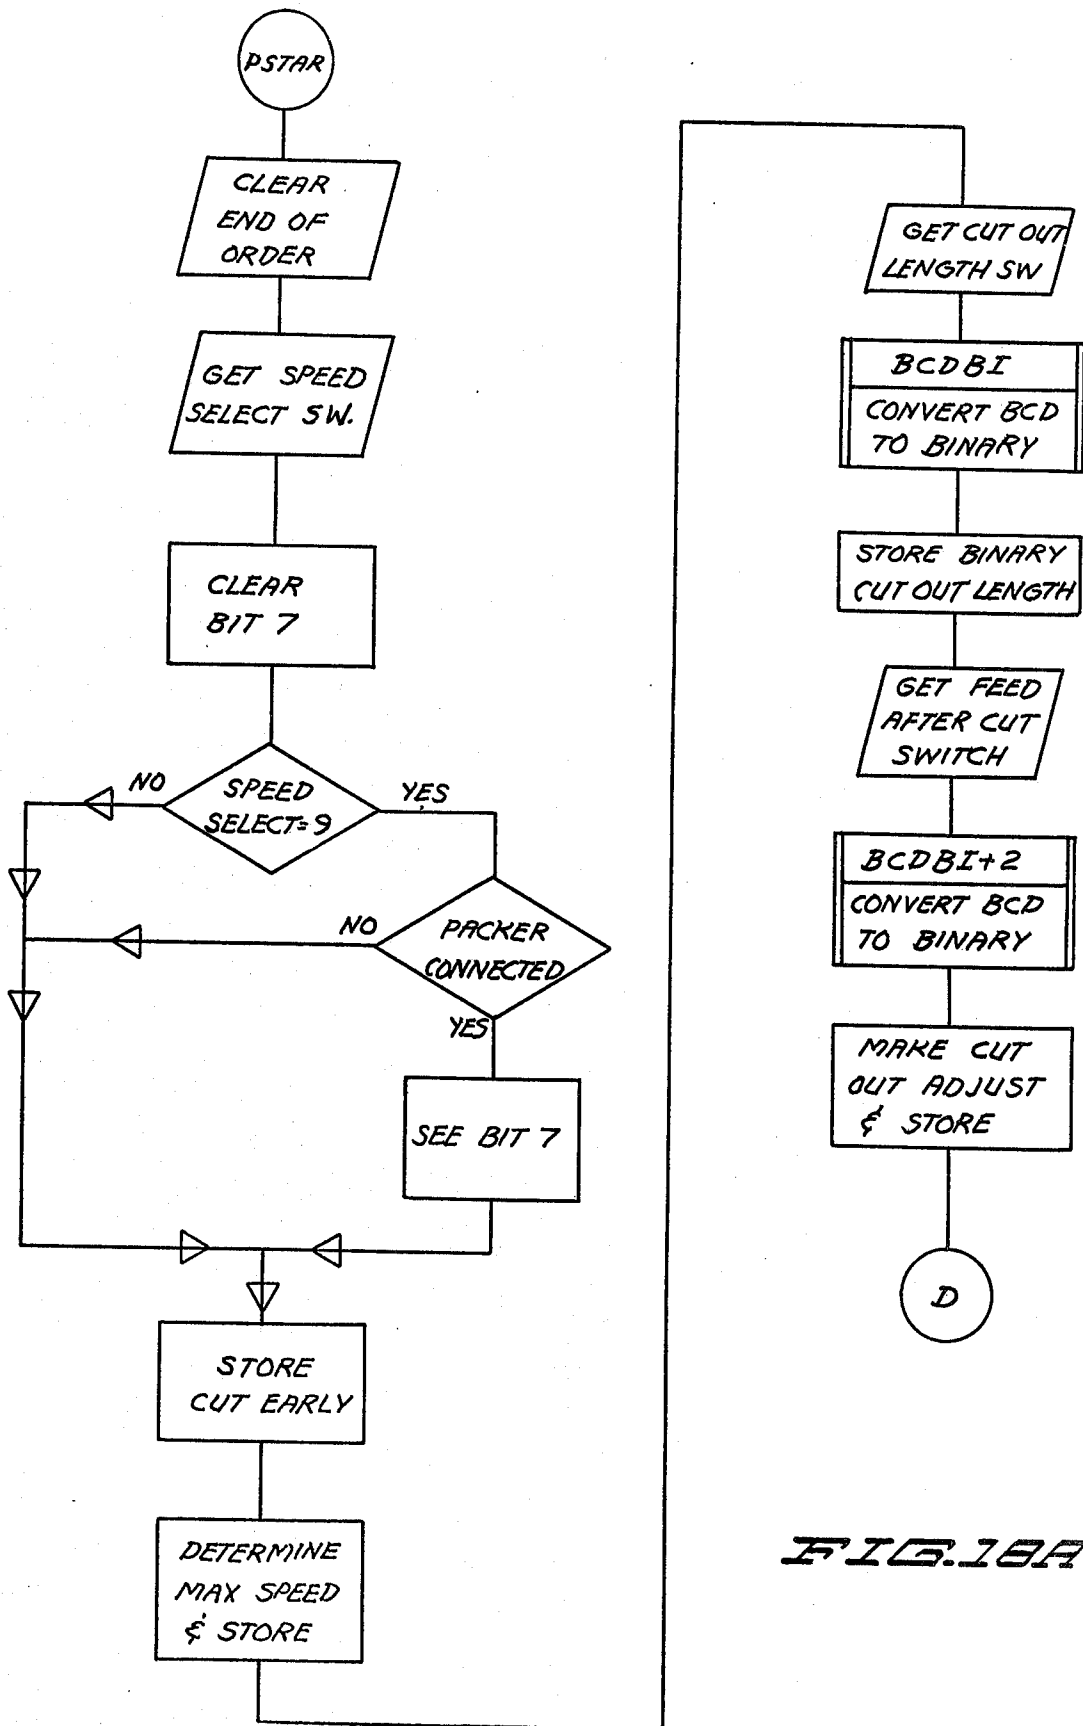 PSTAR
CLEAR
END OF
ORDER
GET SPEED
SELECT SW.
CLEAR
BIT 7
SPEED
SELECT=9
NO
YES
PACKER
CONNECTED
NO
YES
SEE BIT 7
STORE
CUT EARLY
DETERMINE
MAX SPEED
& STORE
GET CUT OUT
LENGTH SW
BCDBI
CONVERT BCD
TO BINARY
STORE BINARY
CUT OUT LENGTH
GET FEED
AFTER CUT
SWITCH
BCDBI+2
CONVERT BCD
TO BINARY
MAKE CUT
OUT ADJUST
& STORE
D
FIG.18A